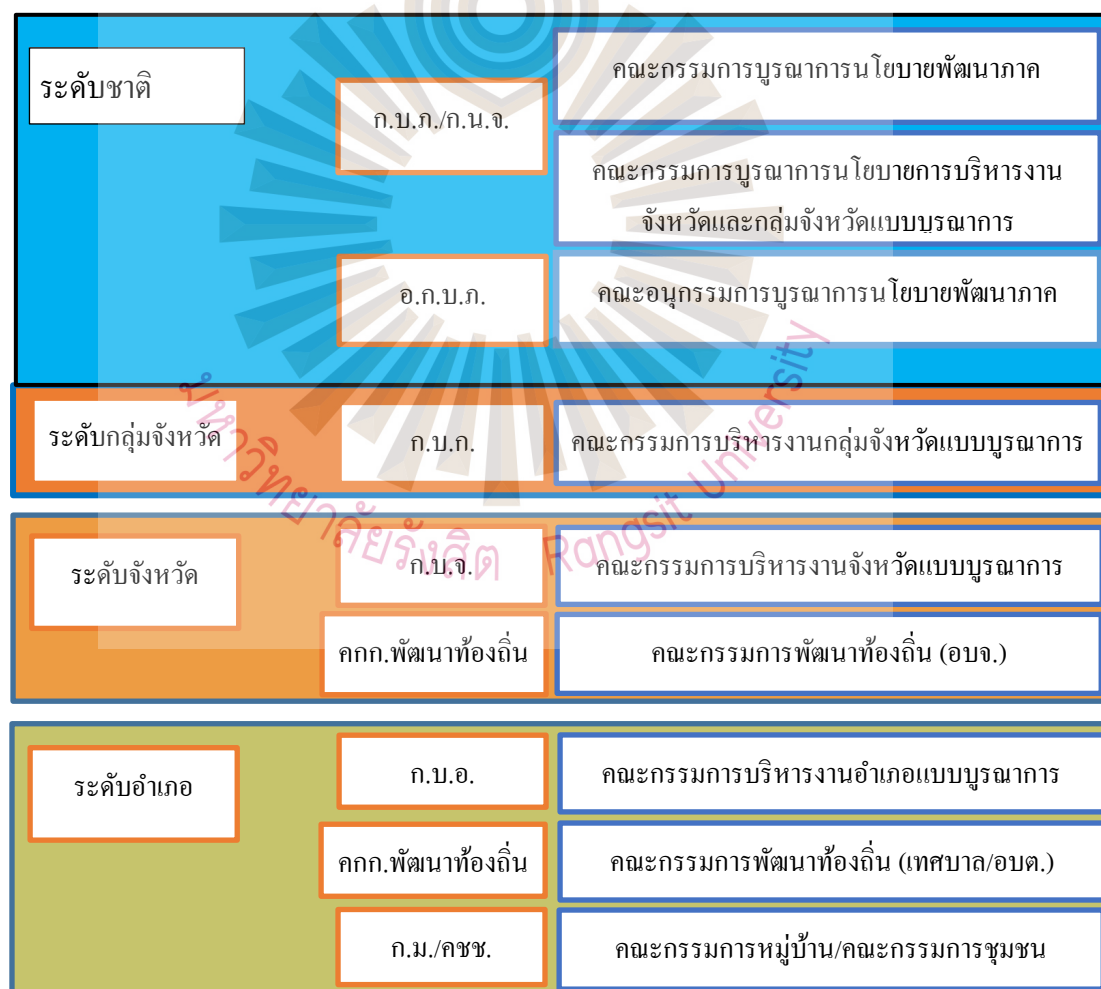 ระดับชาติ
ก.บ.ภ./ก.น.จ.
คณะกรรมการบูรณาการนโยบายพัฒนาภาค
คณะกรรมการบูรณาการนโยบายการบริหารงาน
จังหวัดและกลุ่มจังหวัดแบบบูรณาการ
อ.ก.บ.ภ.
คณะอนุกรรมการบูรณาการนโยบายพัฒนาภาค
ระดับกลุ่มจังหวัด
ก.บ.ก.
คณะกรรมการบริหารงานกลุ่มจังหวัดแบบบูรณาการ
มหาวิทยาลัยรังสิต Rangsit University
ระดับจังหวัด
ก.บ.จ.
คณะกรรมการบริหารงานจังหวัดแบบบูรณาการ
คกก.พัฒนาท้องถิ่น
คณะกรรมการพัฒนาท้องถิ่น (อบจ.)
ระดับอำเภอ
ก.บ.อ.
คณะกรรมการบริหารงานอำเภอแบบบูรณาการ
คกก.พัฒนาท้องถิ่น
คณะกรรมการพัฒนาท้องถิ่น (เทศบาล/อบต.)
ก.ม./คชช.
คณะกรรมการหมู่บ้าน/คณะกรรมการชุมชน